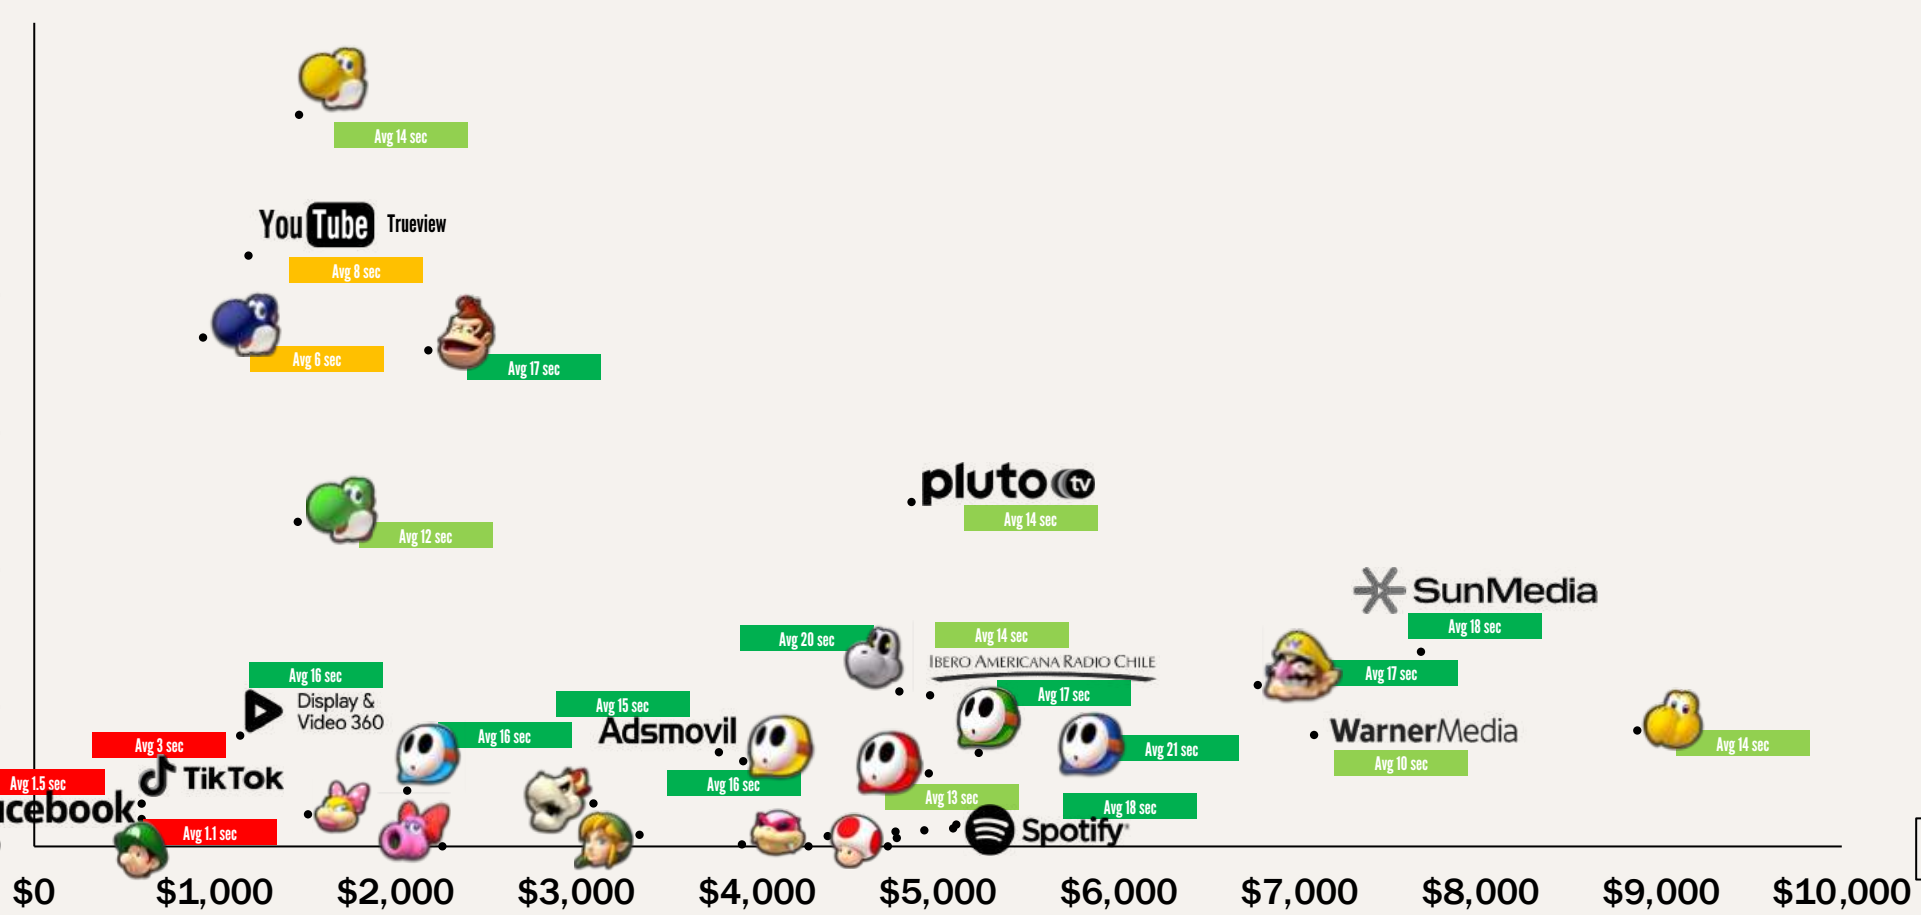 Avg 14 sec
YouTube Trueview
Avg 8 sec
Avg 6 sec
Avg 17 sec
Avg 12 sec
pluto tv
Avg 14 sec
SunMedia
Avg 18 sec
Avg 20 sec
Avg 14 sec
IBERO AMERICANA RADIO CHILE
Avg 17 sec
Avg 17 sec
Avg 16 sec
Display &
Video 360
Avg 15 sec
Adsmovil
Avg 16 sec
Avg 16 sec
Avg 21 sec
WarnerMedia
Avg 10 sec
Avg 14 sec
Avg 3 sec
TikTok
Avg 1.5 sec
cebook
Avg 1.1 sec
Avg 13 sec
Avg 18 sec
Spotify
$0 $1,000 $2,000 $3,000 $4,000 $5,000 $6,000 $7,000 $8,000 $9,000 $10,000